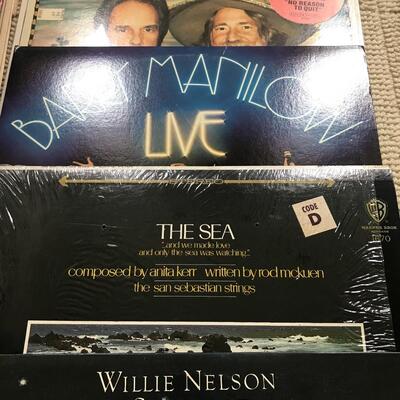 "NO REASON
TO QUIT"
BARRY MANILOW
LIVE
STEREO
THE SEA
"...and we made love
and only the sea was watching..."
CODE
D
WARNER BROS
composed by anita kerr written by rod mckuen
the san sebastian strings
WILLIE NELSON